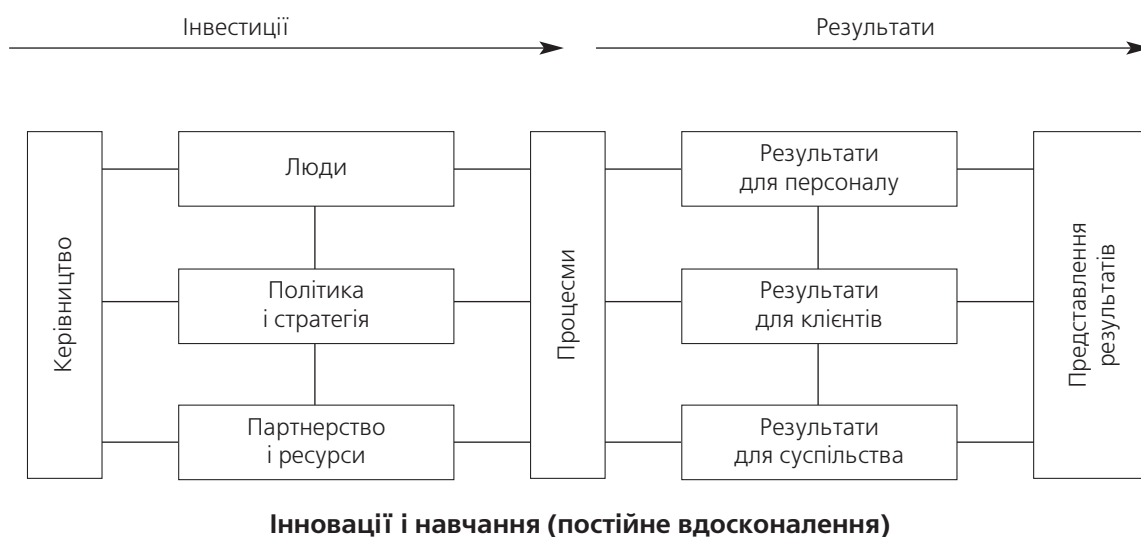 Інвестиції
Результати
Керівництво
Люди
Політика
і стратегія
Партнерство
і ресурси
Процесми
Результати
для персоналу
Результати
для клієнтів
Результати
для суспільства
Представлення
результатів
Інновації і навчання (постійне вдосконалення)